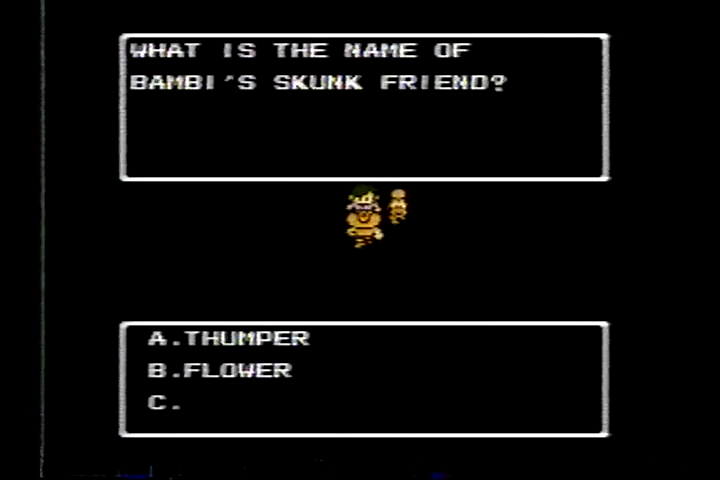 WHAT IS THE NAME OF
BAMBI'S SKUNK FRIEND?
A.THUMPER
B.FLOWER
C.